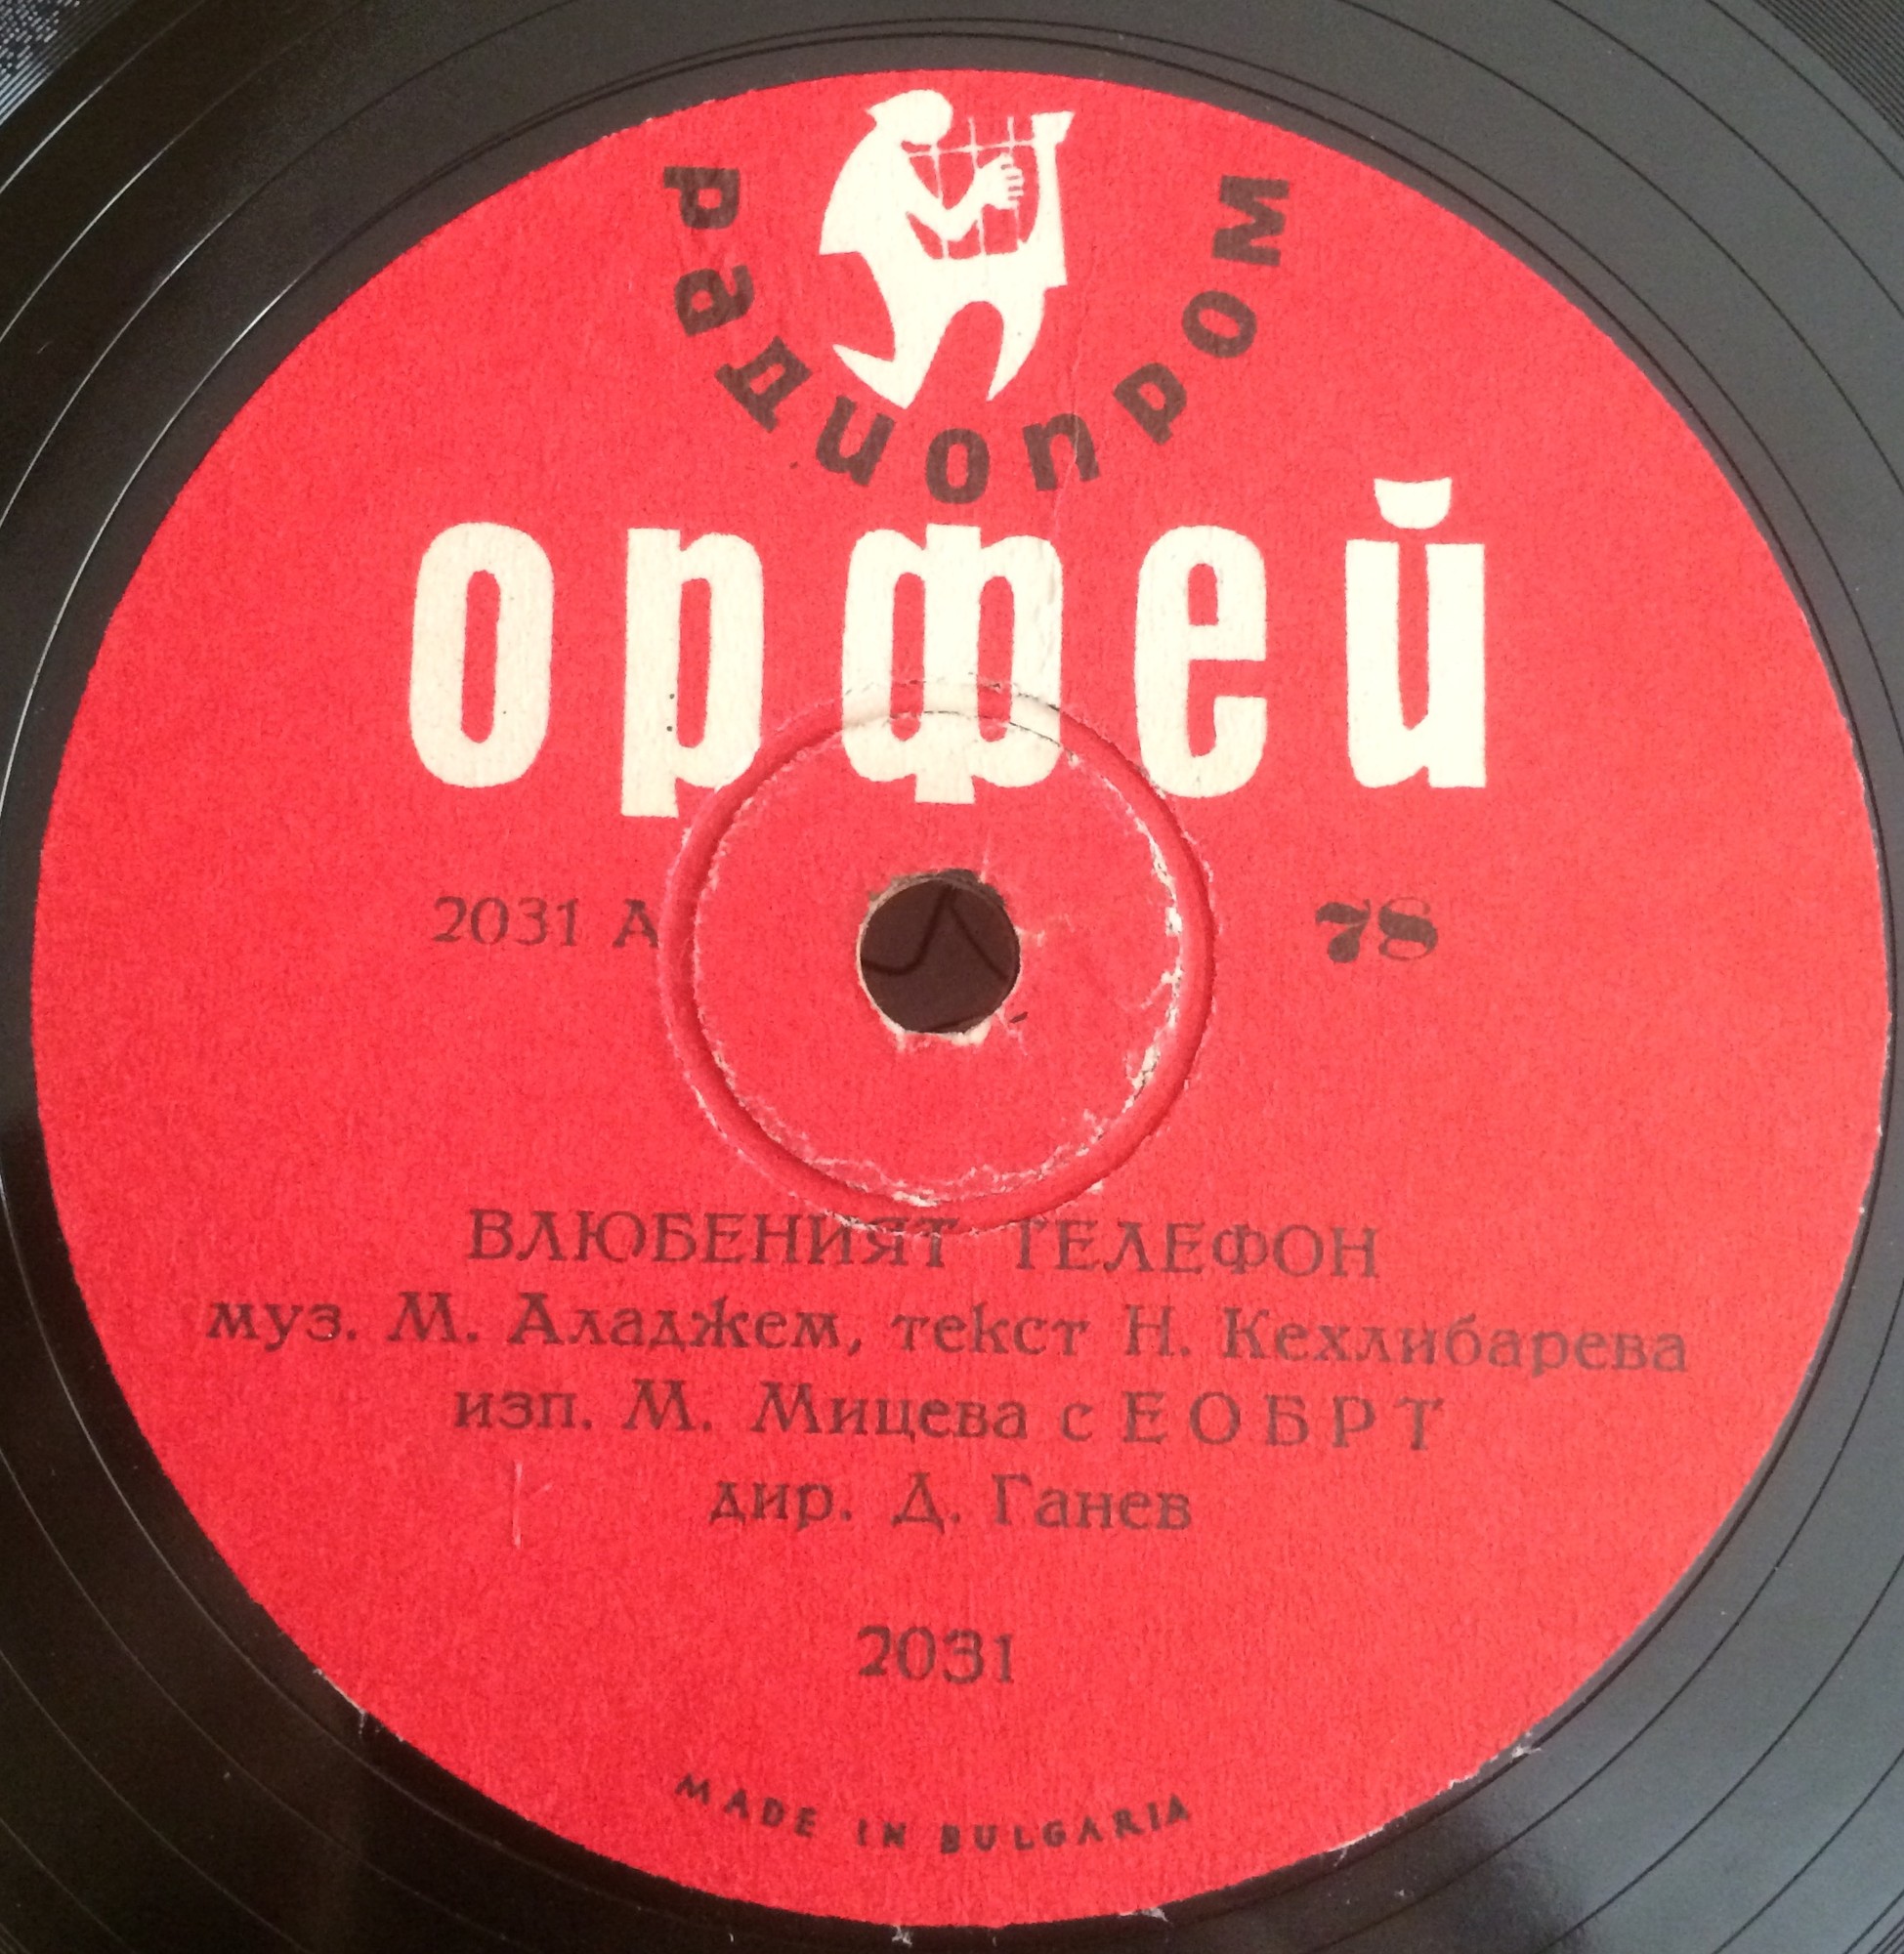 радиопром
орфей
2031 А 78
ВЛЮБЕНИЯТ ТЕЛЕФОН
муз. М. Аладжем, текст Н. Кехлибарева
изп. М. Мицева с ЕОБРТ
дир. Д. Ганев
2031
MADE IN BULGARIA